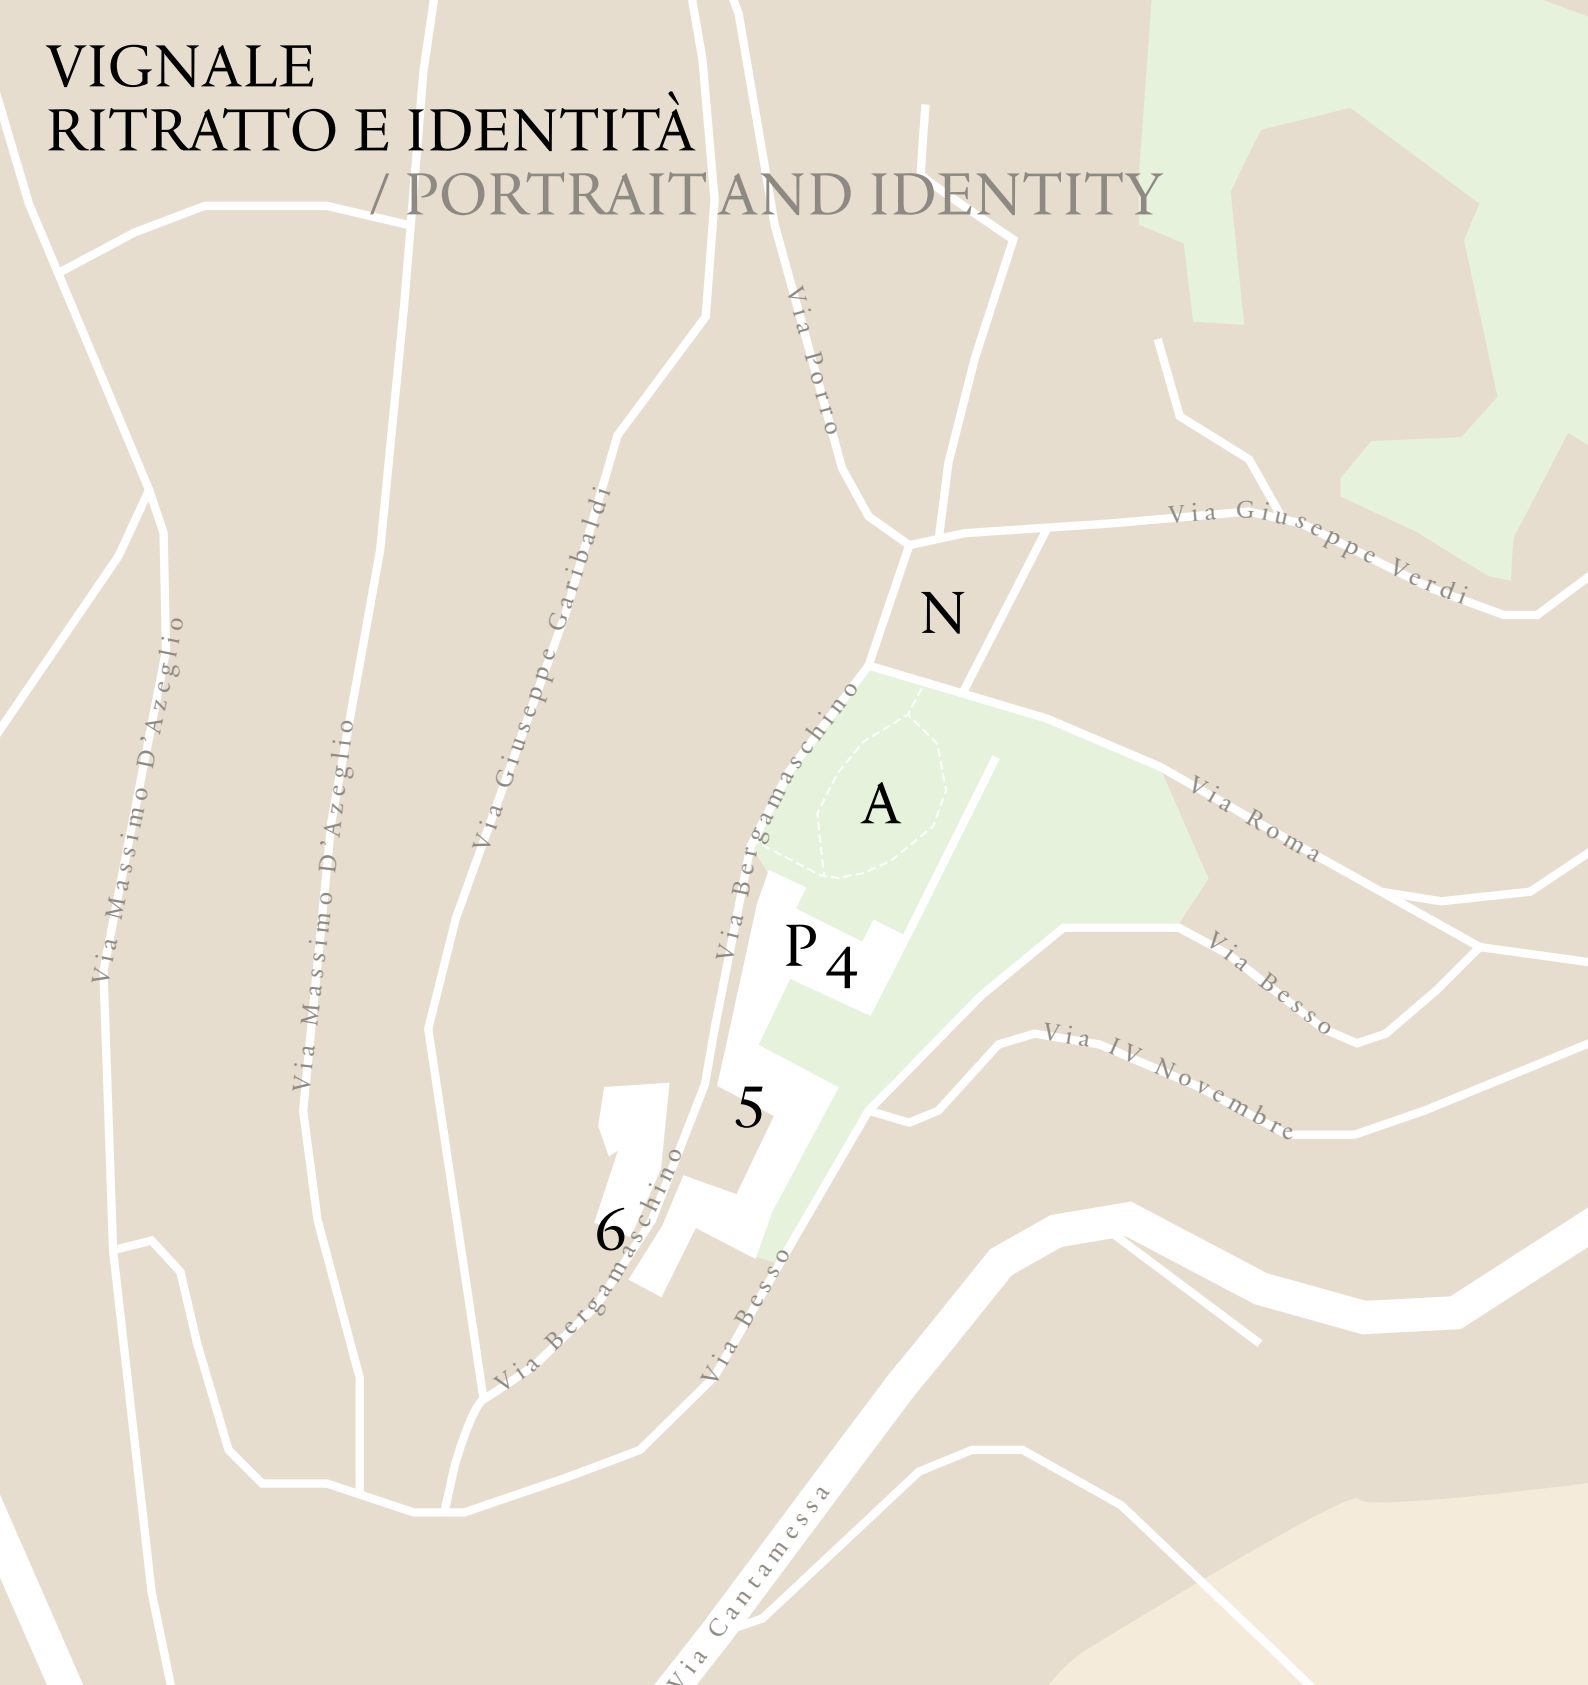 VIGNALE
RITRATTO E IDENTITÀ
/ PORTRAIT AND IDENTITY
Via Porro
Via Giuseppe Verdi
Via Giuseppe Garibaldi
N
Via Massimo D'Azeglio
Via Massimo D'Azeglio
Via Bergamaschino
A
Via Roma
P 4
Via Besso
Via IV Novembre
5
6
Via Bergamaschino
Via Besso
Via Cantamessa